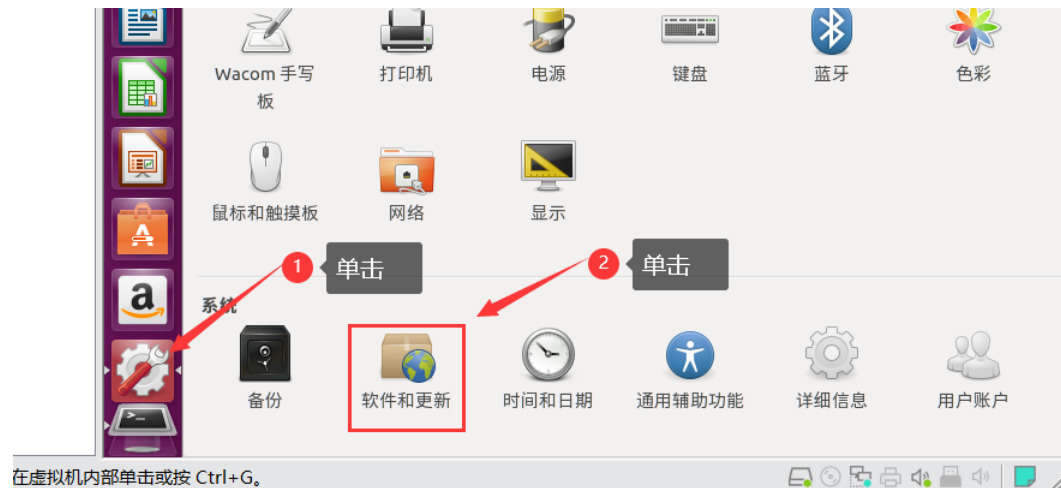 Wacom 手写
板
打印机
电源
键盘
蓝牙
色彩
鼠标和触摸板
网络
显示
1 单击
2 单击
系统
备份
软件和更新
时间和日期
通用辅助功能
详细信息
用户账户
在虚拟机内部单击或按 Ctrl+G。